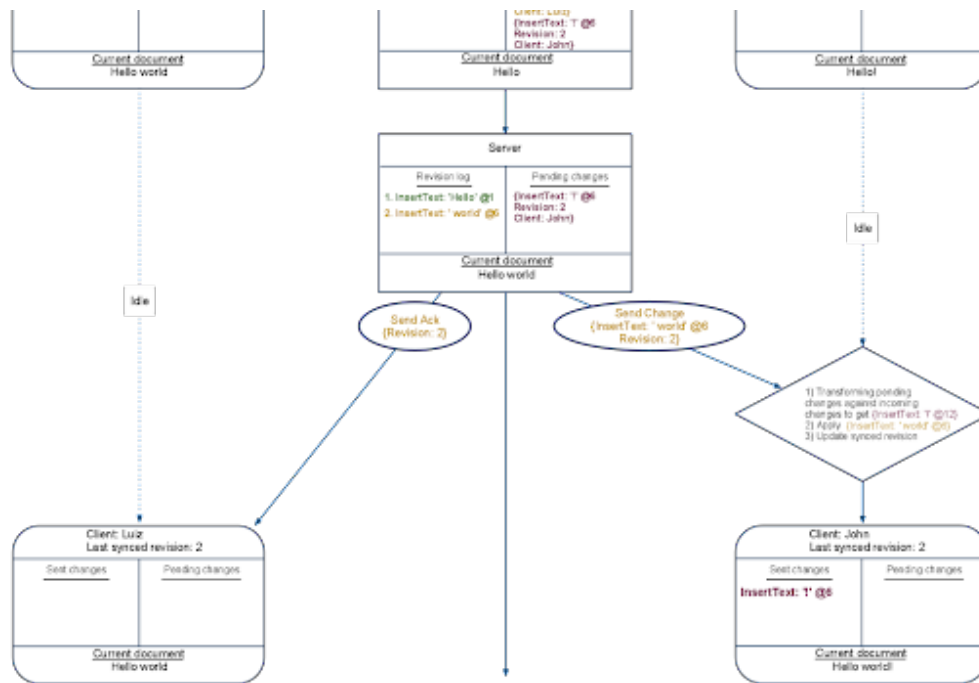 Client: Luiz}
{InsertText: '!' @6
Revision: 2
Client: John}
Current document
Hello world
Current document
Hello
Current document
Hello!
Server
Revision log
Pending changes
1. InsertText: 'Hello' @1
2. InsertText: ' world' @6
{InsertText: '!' @6
Revision: 2
Client: John}
Current document
Hello world
Idle
Idle
Send Ack
{Revision: 2}
Send Change
{InsertText: ' world' @6
Revision: 2}
1) Transforming pending
changes against incoming
changes to get {InsertText: '!' @12}
2) Apply {InsertText: ' world' @6}
3) Update synced revision
Client: Luiz
Last synced revision: 2
Sent changes
Pending changes
Current document
Hello world
Client: John
Last synced revision: 2
Sent changes
Pending changes
InsertText: '!' @6
Current document
Hello world!